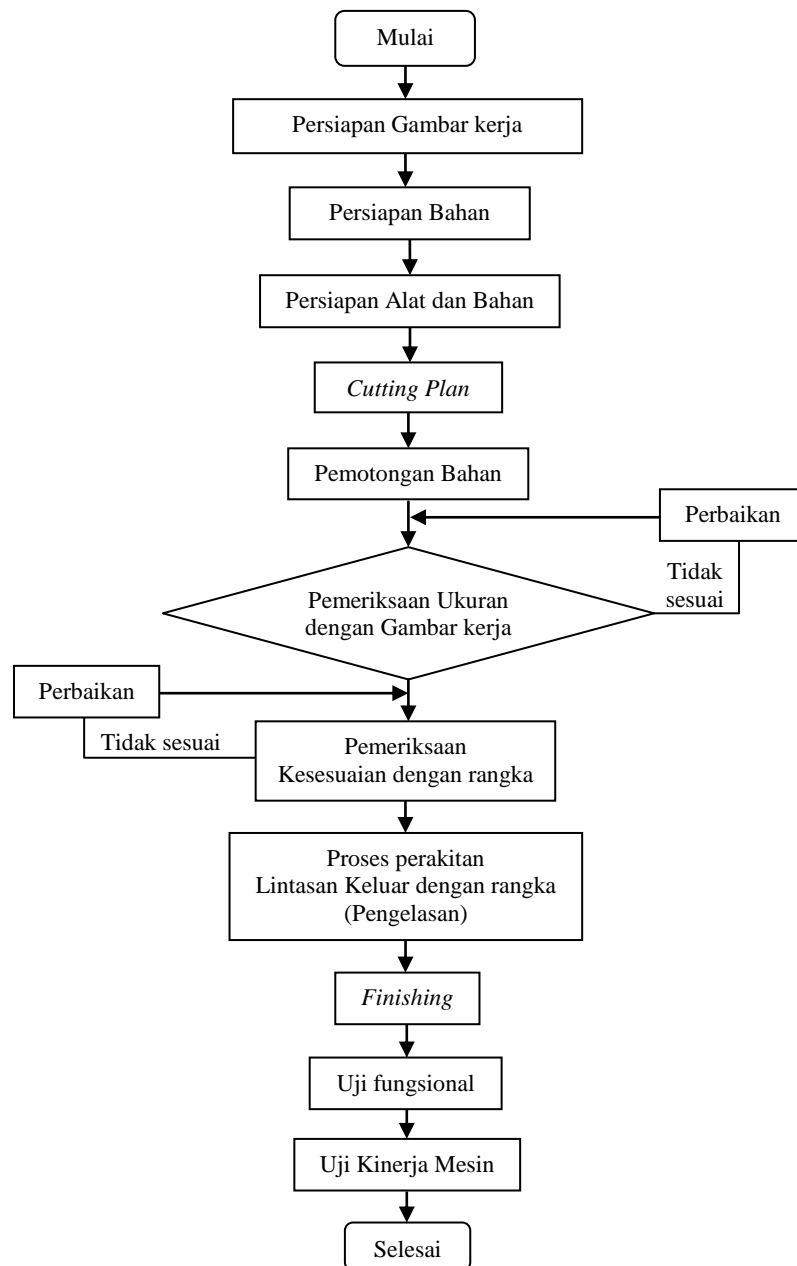 Mulai
Persiapan Gambar kerja
Persiapan Bahan
Persiapan Alat dan Bahan
Cutting Plan
Pemotongan Bahan
Perbaikan
Tidak
sesuai
Pemeriksaan Ukuran
dengan Gambar kerja
Perbaikan
Tidak sesuai
Pemeriksaan
Kesesuaian dengan rangka
Proses perakitan
Lintasan Keluar dengan rangka
(Pengelasan)
Finishing
Uji fungsional
Uji Kinerja Mesin
Selesai